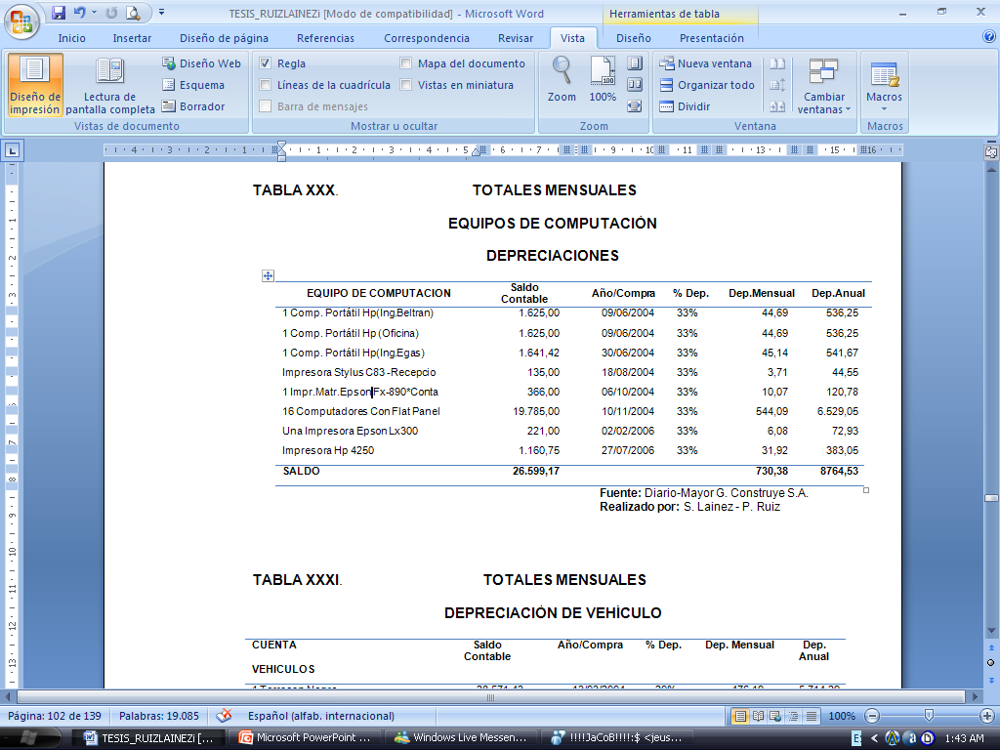 TESIS_RUIZLAINEZi [Modo de compatibilidad] - Microsoft Word
Herramientas de tabla
Inicio Insertar Diseño de página Referencias Correspondencia Revisar Vista Diseño Presentación
Diseño de impresión
Lectura de pantalla completa
Diseño Web
Esquema
Borrador
Vistas de documento
Regla
Líneas de la cuadrícula
Barra de mensajes
Mapa del documento
Vistas en miniatura
Mostrar u ocultar
Zoom
100%
Zoom
Nueva ventana
Organizar todo
Dividir
Cambiar ventanas
Ventana
Macros
Macros
TABLA XXX. TOTALES MENSUALES
EQUIPOS DE COMPUTACIÓN
DEPRECIACIONES
EQUIPO DE COMPUTACION Saldo Contable Año/Compra % Dep. Dep.Mensual Dep.Anual
1 Comp. Portátil Hp(Ing.Beltran) 1.625,00 09/06/2004 33% 44,69 536,25
1 Comp. Portátil Hp (Oficina) 1.625,00 09/06/2004 33% 44,69 536,25
1 Comp. Portátil Hp(Ing.Egas) 1.641,42 30/06/2004 33% 45,14 541,67
Impresora Stylus C83 -Recepcio 135,00 18/08/2004 33% 3,71 44,55
1 Impr.Matr.Epson Fx-890*Conta 366,00 06/10/2004 33% 10,07 120,78
16 Computadores Con Flat Panel 19.785,00 10/11/2004 33% 544,09 6.529,05
Una Impresora Epson Lx300 221,00 02/02/2006 33% 6,08 72,93
Impresora Hp 4250 1.160,75 27/07/2006 33% 31,92 383,05
SALDO 26.599,17 730,38 8764,53
Fuente: Diario-Mayor G. Construye S.A.
Realizado por: S. Lainez - P. Ruiz
TABLA XXXI. TOTALES MENSUALES
DEPRECIACIÓN DE VEHÍCULO
CUENTA Saldo Contable Año/Compra % Dep. Dep. Mensual Dep. Anual
VEHICULOS
Página: 102 de 139 Palabras: 19.085 Español (alfab. internacional) 100%
TESIS_RUIZLAINEZi [... Microsoft PowerPoint ... Windows Live Messen... !!!!JaCoB!!!!:$ <jeus... 1:43 AM